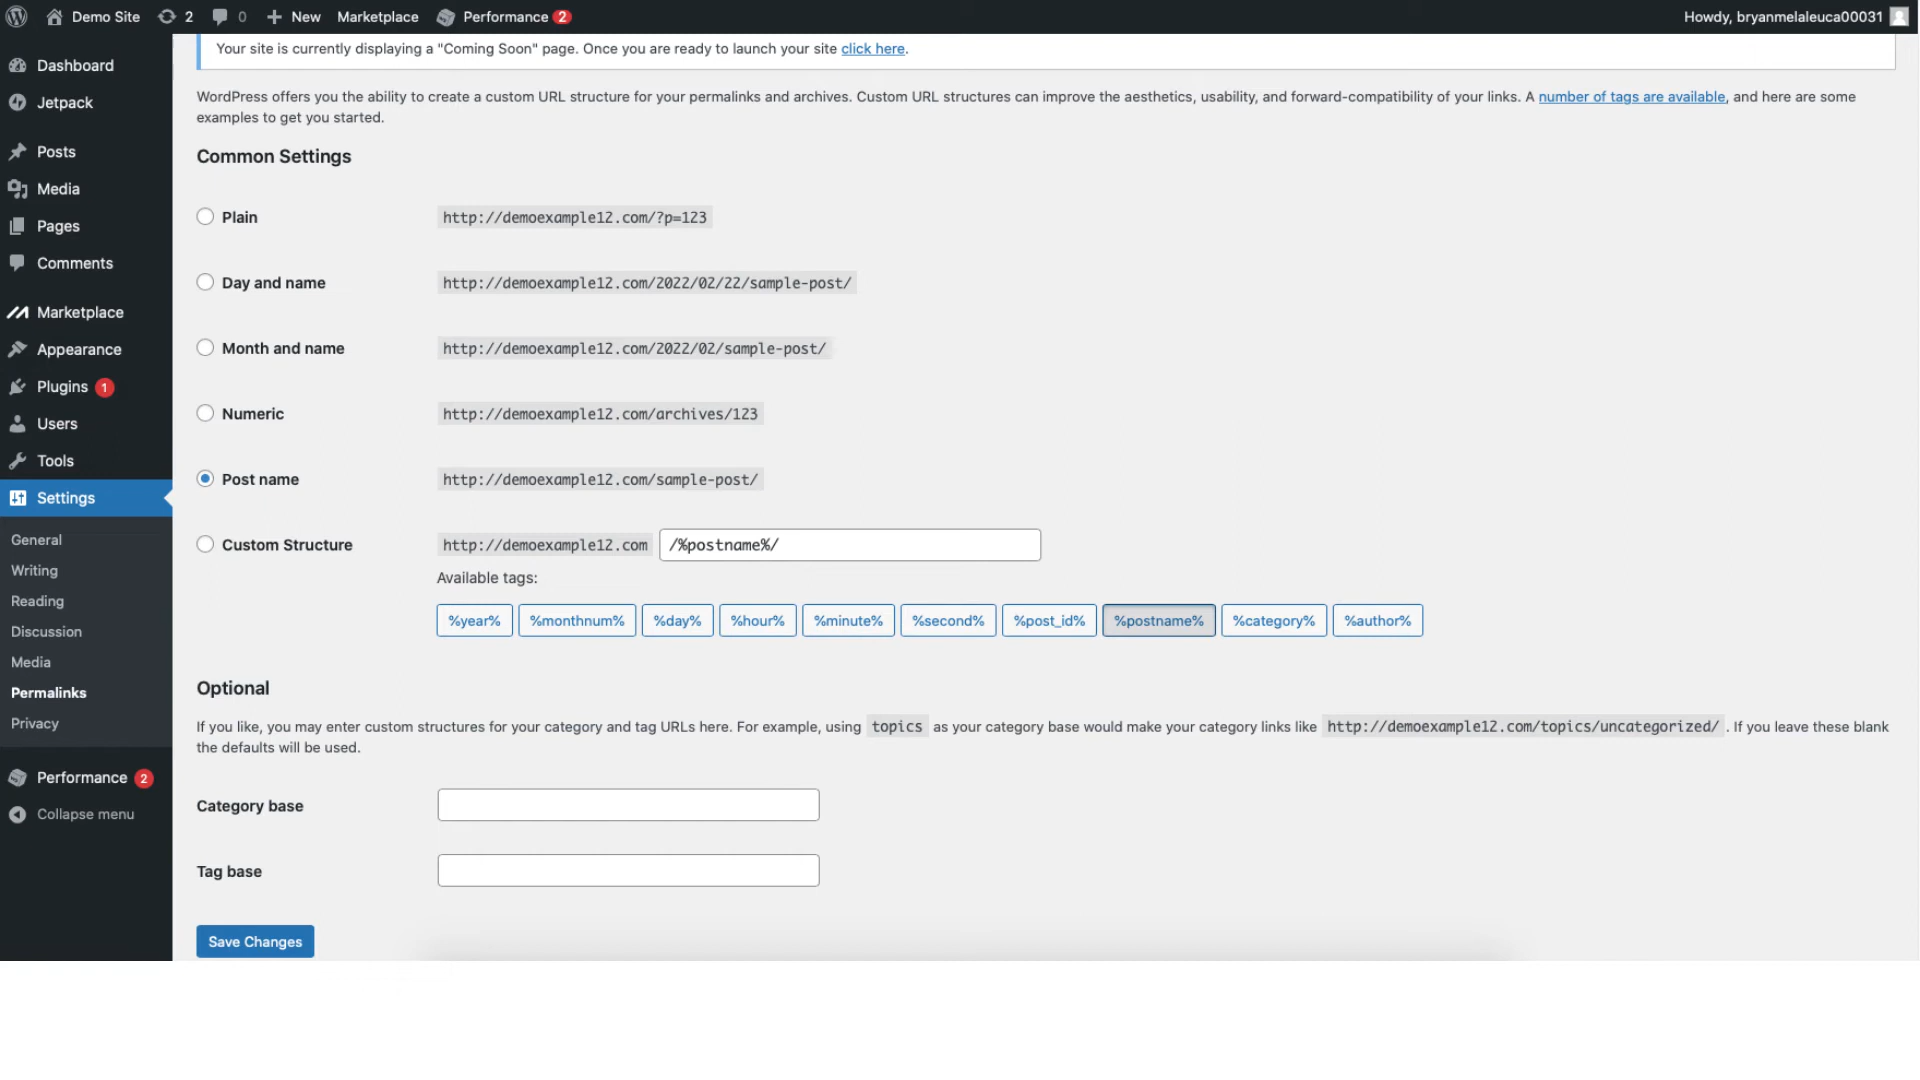 Demo Site 2 0 New Marketplace Performance 2 Howdy, bryanmelaleuca00031
Your site is currently displaying a "Coming Soon" page. Once you are ready to launch your site click here.
Dashboard
Jetpack
Posts
Media
Pages
Comments
Marketplace
Appearance
Plugins 1
Users
Tools
Settings
General
Writing
Reading
Discussion
Media
Permalinks
Privacy
Performance 2
Collapse menu
WordPress offers you the ability to create a custom URL structure for your permalinks and archives. Custom URL structures can improve the aesthetics, usability, and forward-compatibility of your links. A number of tags are available, and here are some
examples to get you started.
Common Settings
Plain http://demoexample12.com/?p=123
Day and name http://demoexample12.com/2022/02/22/sample-post/
Month and name http://demoexample12.com/2022/02/sample-post/
Numeric http://demoexample12.com/archives/123
Post name http://demoexample12.com/sample-post/
Custom Structure http://demoexample12.com /%postname%/
Available tags:
%year% %monthnum% %day% %hour% %minute% %second% %post_id% %postname% %category% %author%
Optional
If you like, you may enter custom structures for your category and tag URLs here. For example, using topics as your category base would make your category links like http://demoexample12.com/topics/uncategorized/ . If you leave these blank
the defaults will be used.
Category base
Tag base
Save Changes